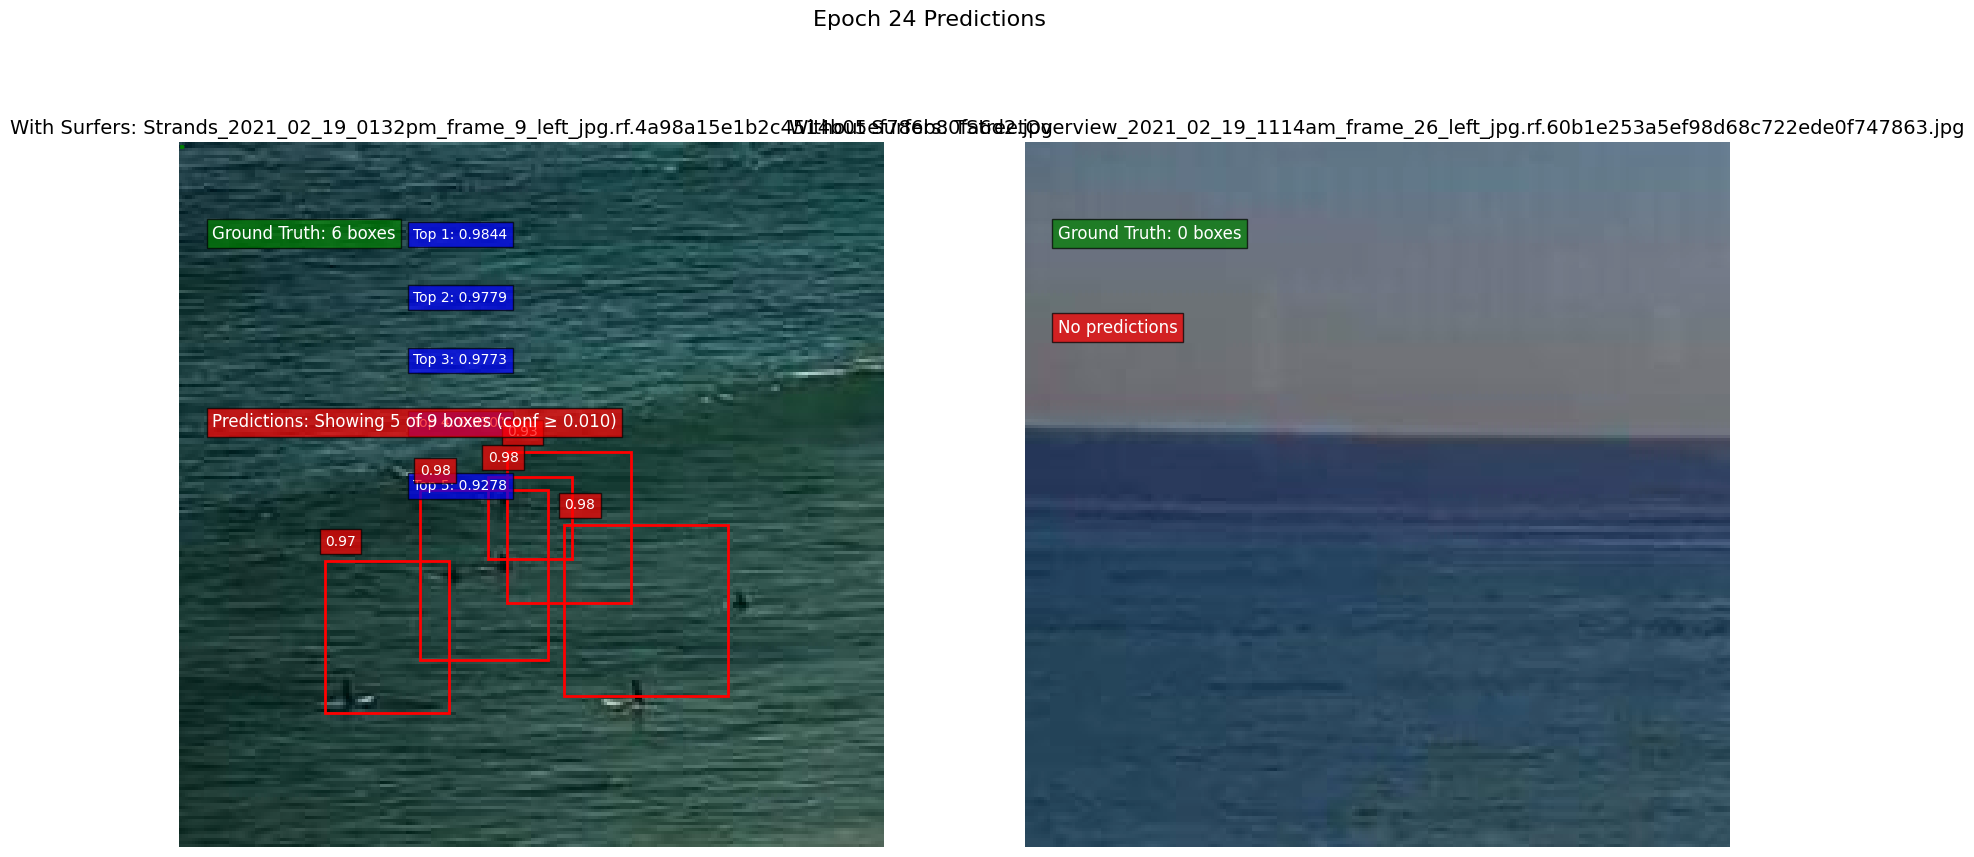 Epoch 24 Predictions
With Surfers: Strands_2021_02_19_0132pm_frame_9_left_jpg.rf.4a98a15e1b2c
Overview_2021_02_19_1114am_frame_26_left_jpg.rf.60b1e253a5ef98d68c722ede0f747863.jpg
Ground Truth: 6 boxes
Top 1: 0.9844
Ground Truth: 0 boxes
Top 2: 0.9779
No predictions
Top 3: 0.9773
Predictions: Showing 5 of 9 boxes (conf ≥ 0.010)
0.93
0.98
0.98
Top 5: 0.9278
0.98
0.97